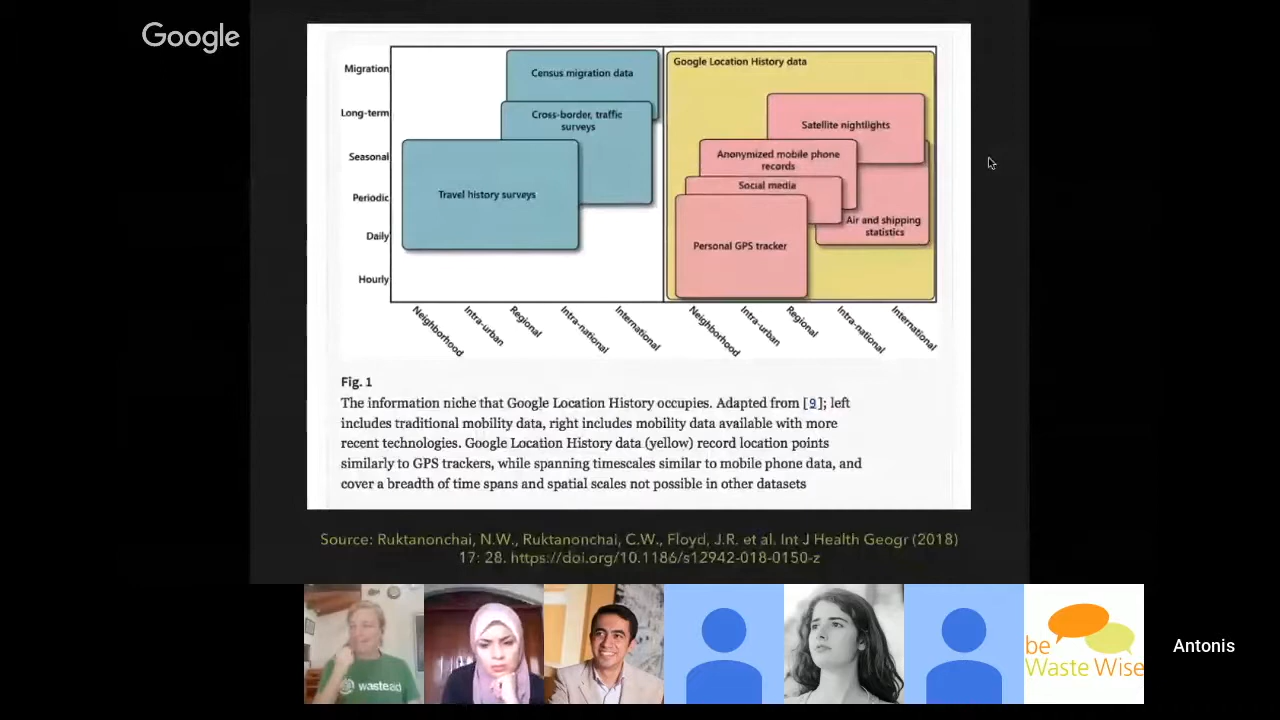 Google
Migration
Long-term
Seasonal
Periodic
Daily
Hourly
Census migration data
Cross-border, traffic
surveys
Travel history surveys
Google Location History data
Satellite nightlights
Anonymized mobile phone
records
Social media
Air and shipping
statistics
Personal GPS tracker
Neighborhood
Intra-urban
Regional
Intra-national
International
Neighborhood
Intra-urban
Regional
Intra-national
International
Fig. 1
The information niche that Google Location History occupies. Adapted from [9]; left
includes traditional mobility data, right includes mobility data available with more
recent technologies. Google Location History data (yellow) record location points
similarly to GPS trackers, while spanning timescales similar to mobile phone data, and
cover a breadth of time spans and spatial scales not possible in other datasets
Source: Ruktanonchai, N.W., Ruktanonchai, C.W., Floyd, J.R. et al. Int J Health Geogr (2018)
17: 28. https://doi.org/10.1186/s12942-018-0150-z
wasteaid
be
Waste Wise
Antonis